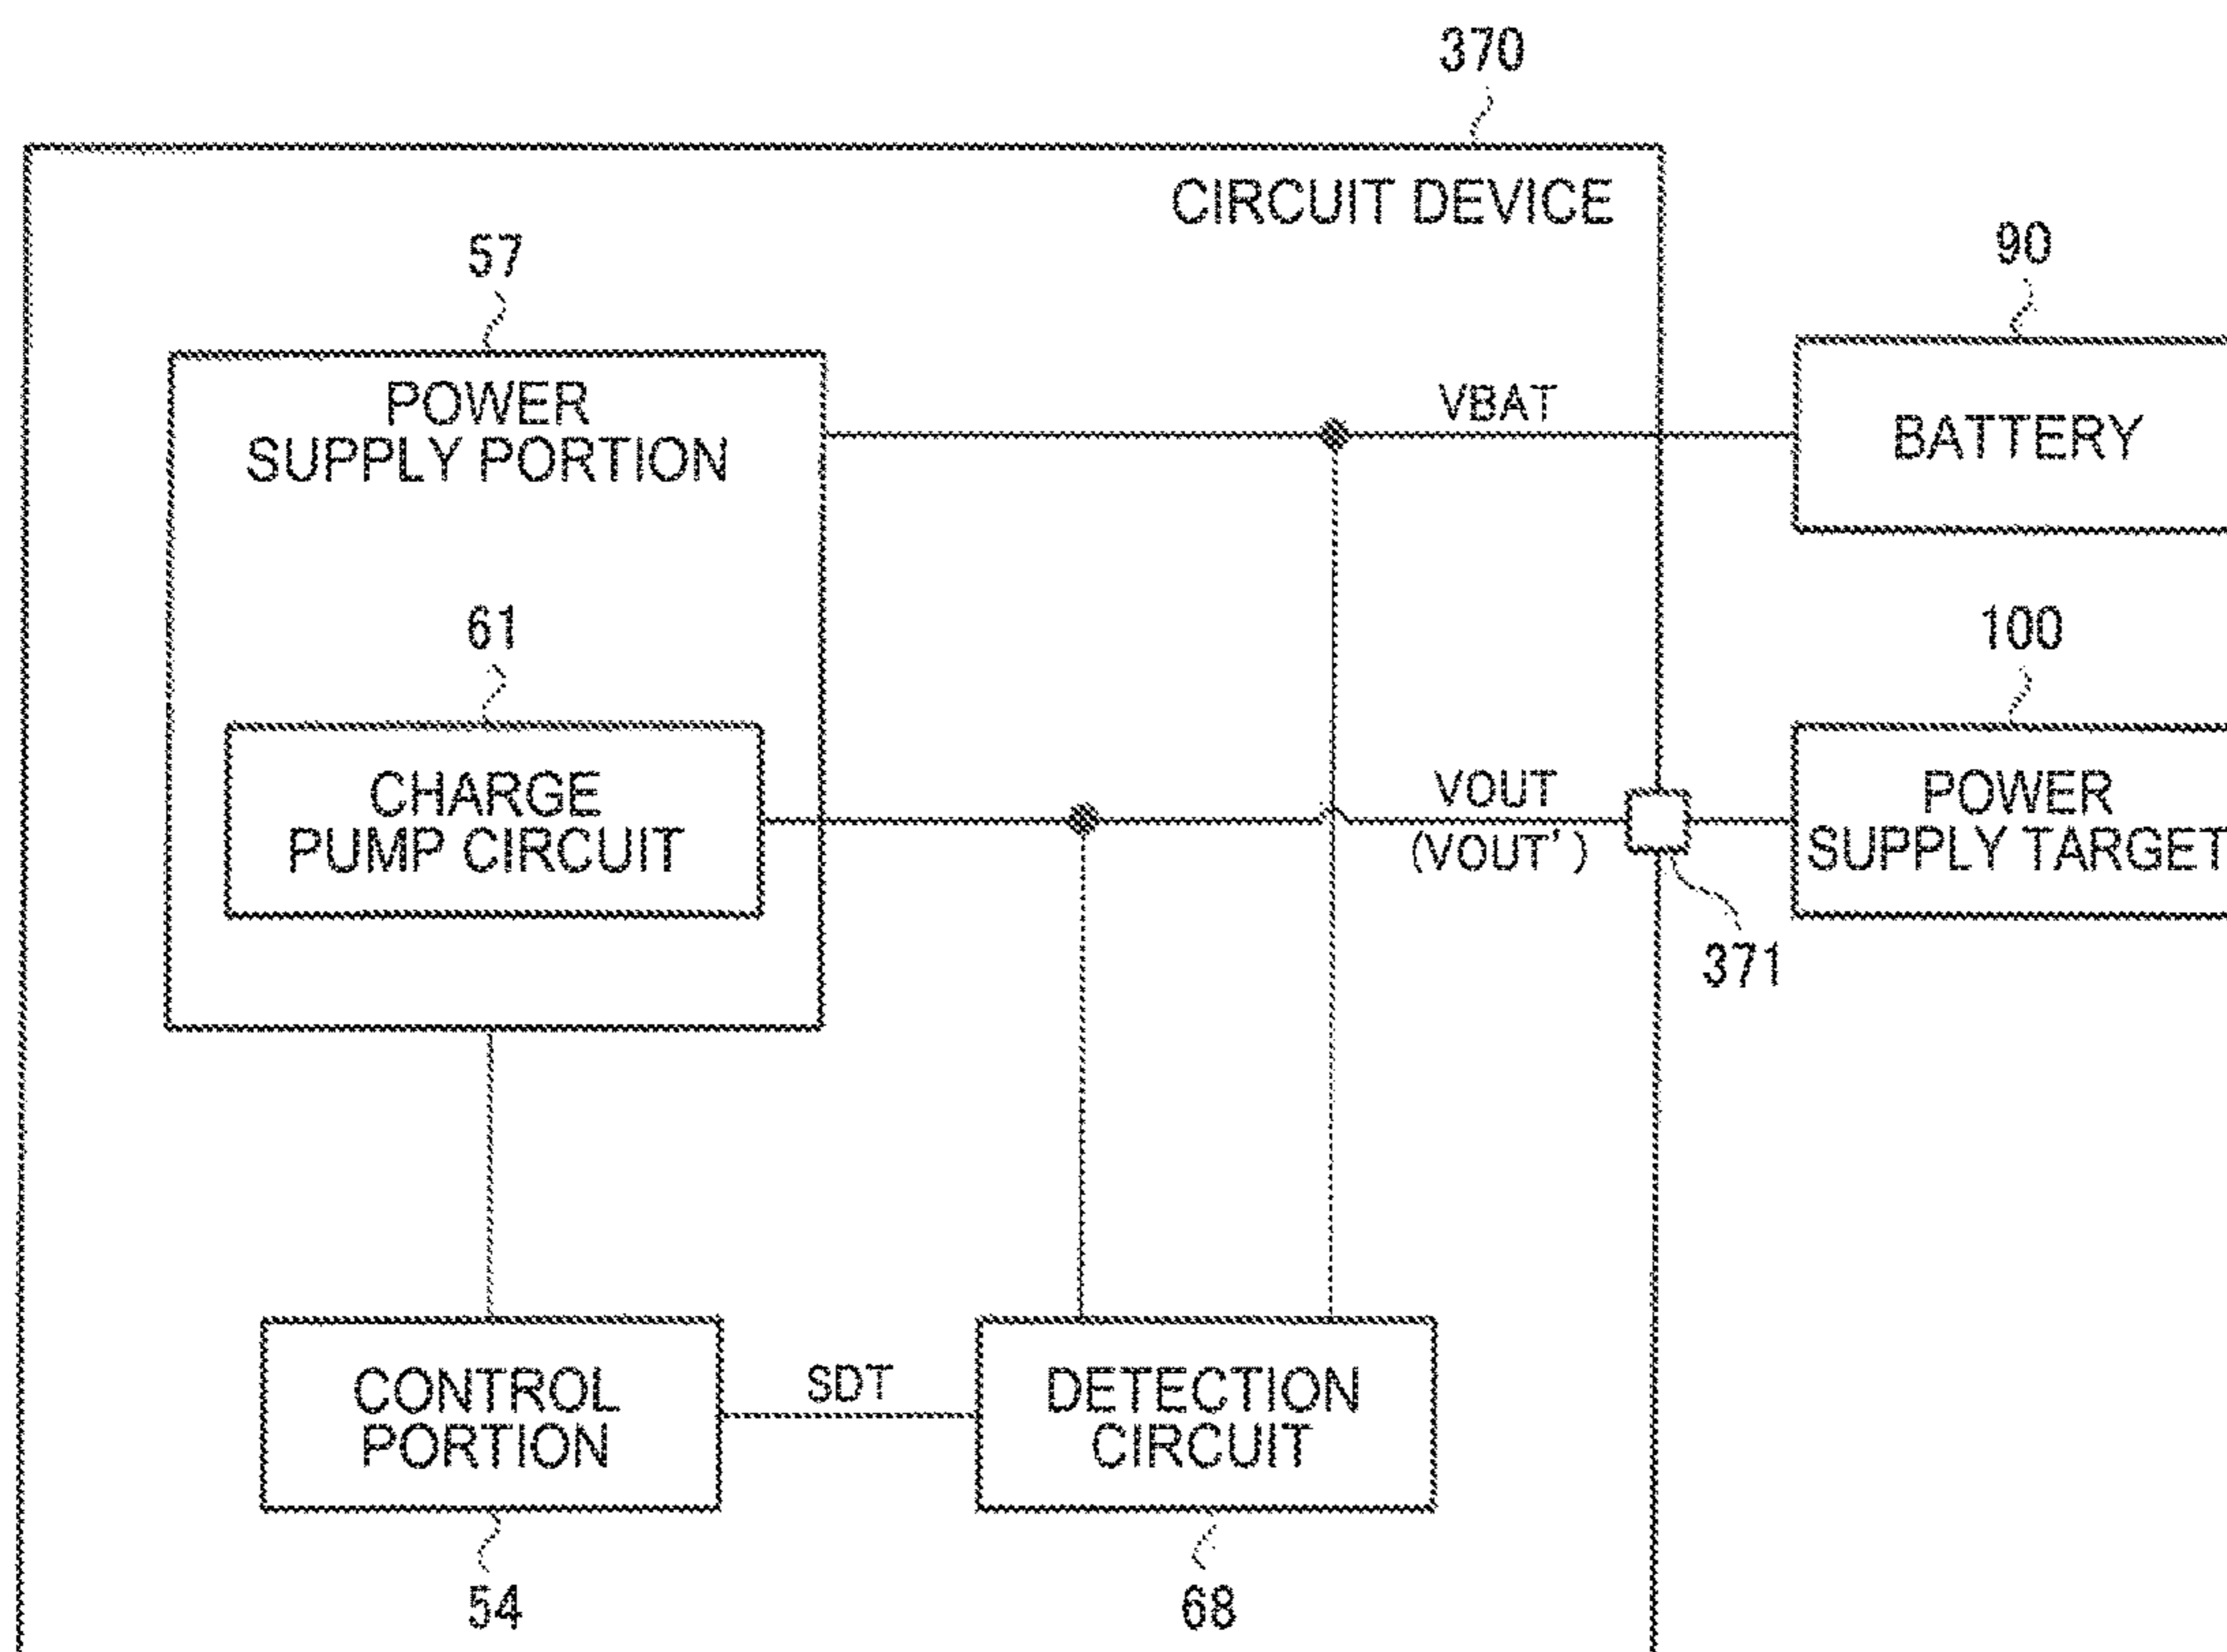 370
CIRCUIT DEVICE
57
90
POWER
SUPPLY PORTION
VBAT
BATTERY
61
100
CHARGE
PUMP CIRCUIT
VOUT
(VOUT')
POWER
SUPPLY TARGET
371
CONTROL
PORTION
SDT
DETECTION
CIRCUIT
54
68